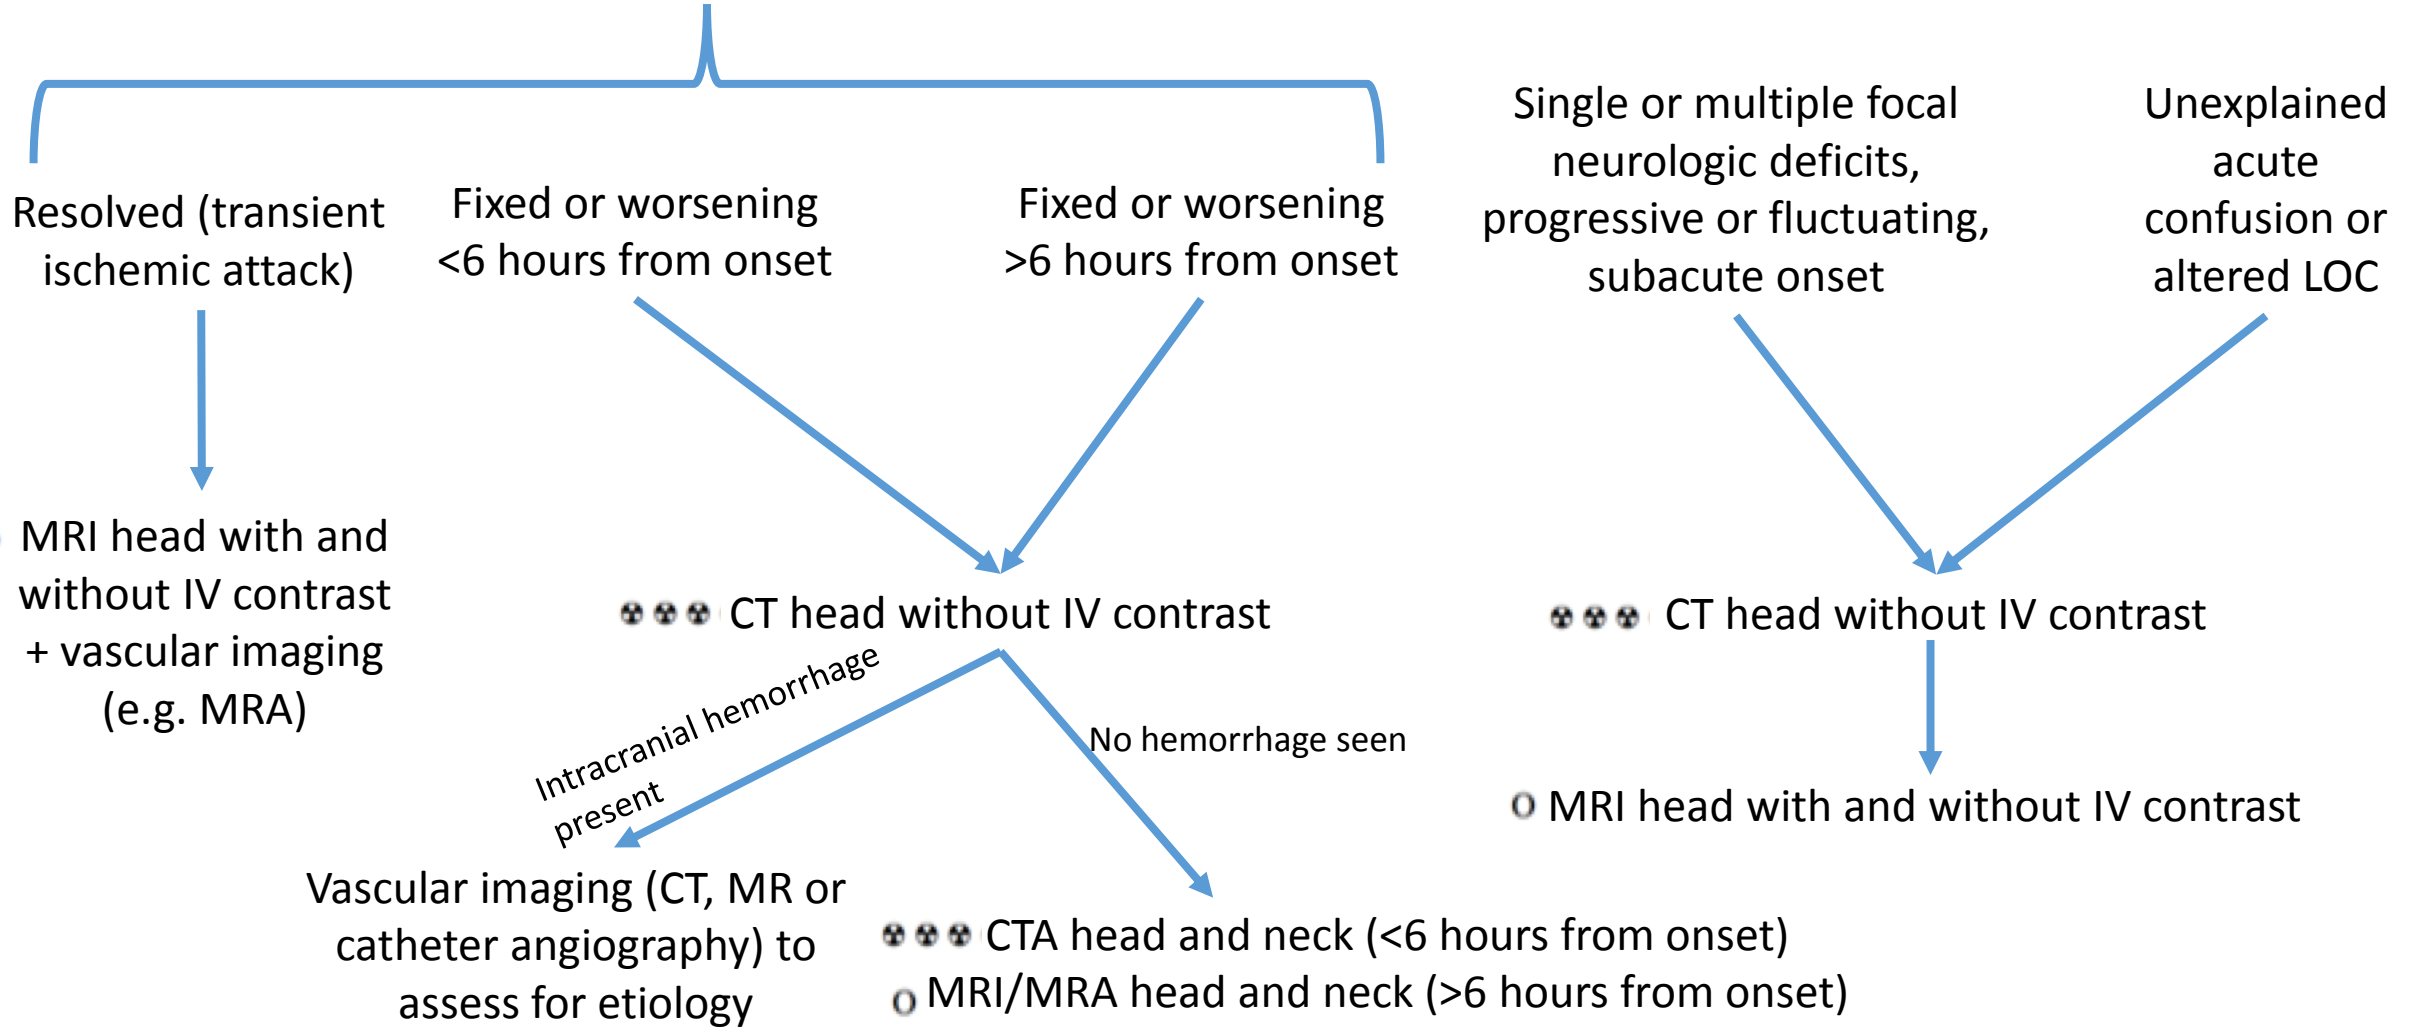 Resolved (transient
ischemic attack)
Fixed or worsening
<6 hours from onset
Fixed or worsening
>6 hours from onset
Single or multiple focal
neurologic deficits,
progressive or fluctuating,
subacute onset
Unexplained
acute
confusion or
altered LOC
MRI head with and
without IV contrast
+ vascular imaging
(e.g. MRA)
☢ ☢ ☢ CT head without IV contrast
☢ ☢ ☢ CT head without IV contrast
Intracranial hemorrhage
present
No hemorrhage seen
O MRI head with and without IV contrast
Vascular imaging (CT, MR or
catheter angiography) to
assess for etiology
☢ ☢ ☢ CTA head and neck (<6 hours from onset)
O MRI/MRA head and neck (>6 hours from onset)